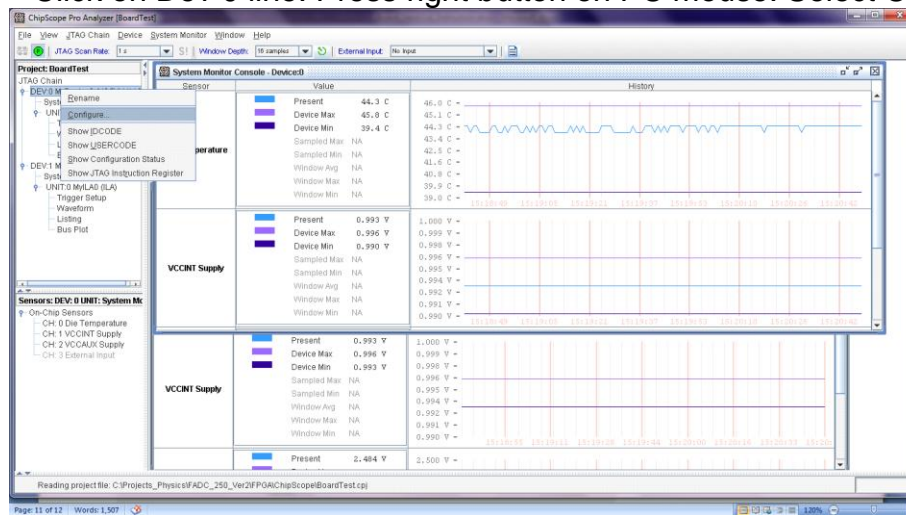 Click on DEV 0 line. Press right button on PC mouse. Select C
ChipScope Pro Analyzer [BoardTest]
File View JTAG Chain Device System Monitor Window Help
JTAG Scan Rate: 1 s S! Window Depth: 16 samples External Input: No Input
Project: BoardTest
JTAG Chain
DEV:0 M
Syst
UNI
DEV:1 M
Syst
UNIT:0 MyILA0 (ILA)
Trigger Setup
Waveform
Listing
Bus Plot
Rename
Configure...
Show IDCODE
Show USERCODE
Show Configuration Status
Show JTAG Instruction Register
Sensors: DEV: 0 UNIT: System Mc
On-Chip Sensors
CH: 0 Die Temperature
CH: 1 VCCINT Supply
CH: 2 VCCAUX Supply
CH: 3 External Input
System Monitor Console - Device:0
Sensor Value History
perature
Present 44.3 C
Device Max 45.8 C
Device Min 39.4 C
Sampled Max NA
Sampled Min NA
Window Avg NA
Window Max NA
Window Min NA
46.0 C
45.1 C
44.3 C
43.4 C
42.5 C
41.6 C
40.8 C
39.9 C
39.0 C
VCCINT Supply
Present 0.993 V
Device Max 0.996 V
Device Min 0.990 V
Sampled Max NA
Sampled Min NA
Window Avg NA
Window Max NA
Window Min NA
1.000 V
0.999 V
0.998 V
0.996 V
0.995 V
0.994 V
0.992 V
0.991 V
0.990 V
VCCINT Supply
Present 0.993 V
Device Max 0.996 V
Device Min 0.993 V
Sampled Max NA
Sampled Min NA
Window Avg NA
Window Max NA
Window Min NA
1.000 V
0.999 V
0.998 V
0.996 V
0.995 V
0.994 V
0.992 V
0.991 V
0.990 V
Present 2.484 V
2.500 V
Reading project file: C:\Projects_Physics\FADC_250_Ver2\FPGA\ChipScope\BoardTest.cpj
Page: 11 of 12 Words: 1,507
120%